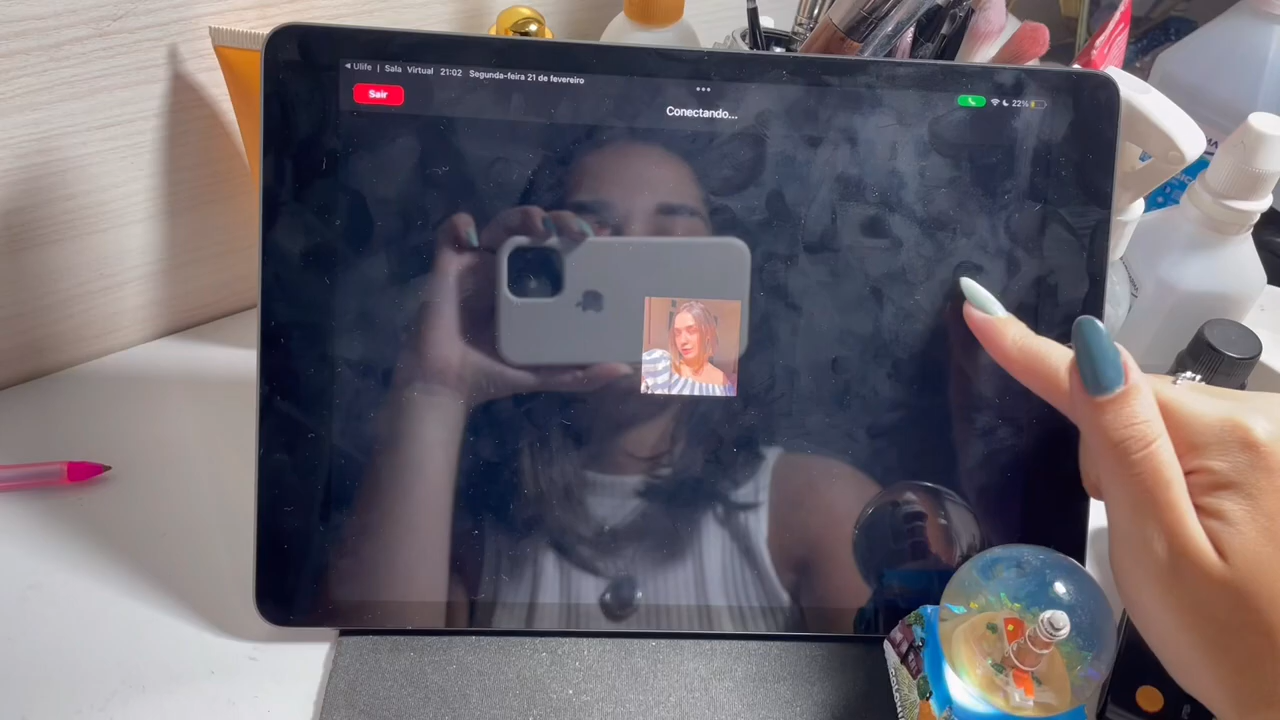 ◀ Ulife | Sala Virtual 21:02 Segunda-feira 21 de fevereiro
22%
Sair
Conectando...